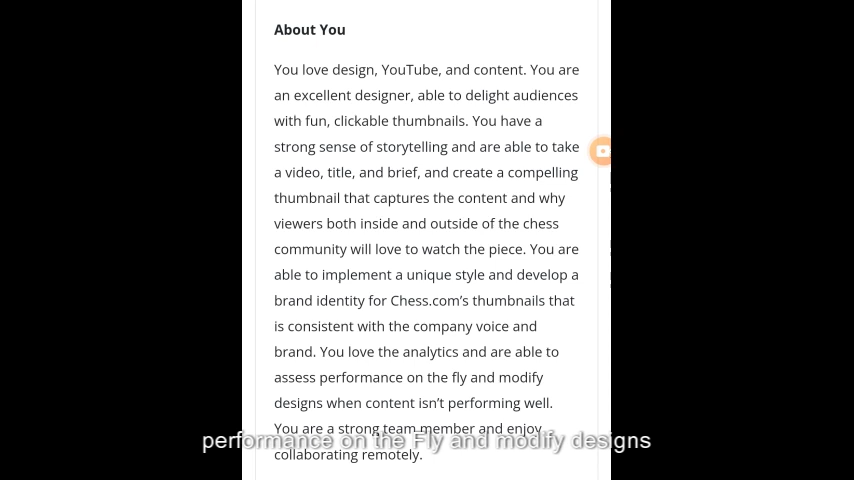 About You
You love design, YouTube, and content. You are
an excellent designer, able to delight audiences
with fun, clickable thumbnails. You have a
strong sense of storytelling and are able to take
a video, title, and brief, and create a compelling
thumbnail that captures the content and why
viewers both inside and outside of the chess
community will love to watch the piece. You are
able to implement a unique style and develop a
brand identity for Chess.com’s thumbnails that
is consistent with the company voice and
brand. You love the analytics and are able to
assess performance on the fly and modify
designs when content isn’t performing well.
You are a strong team member and enjoy
performance on the Fly and modify designs
collaborating remotely.